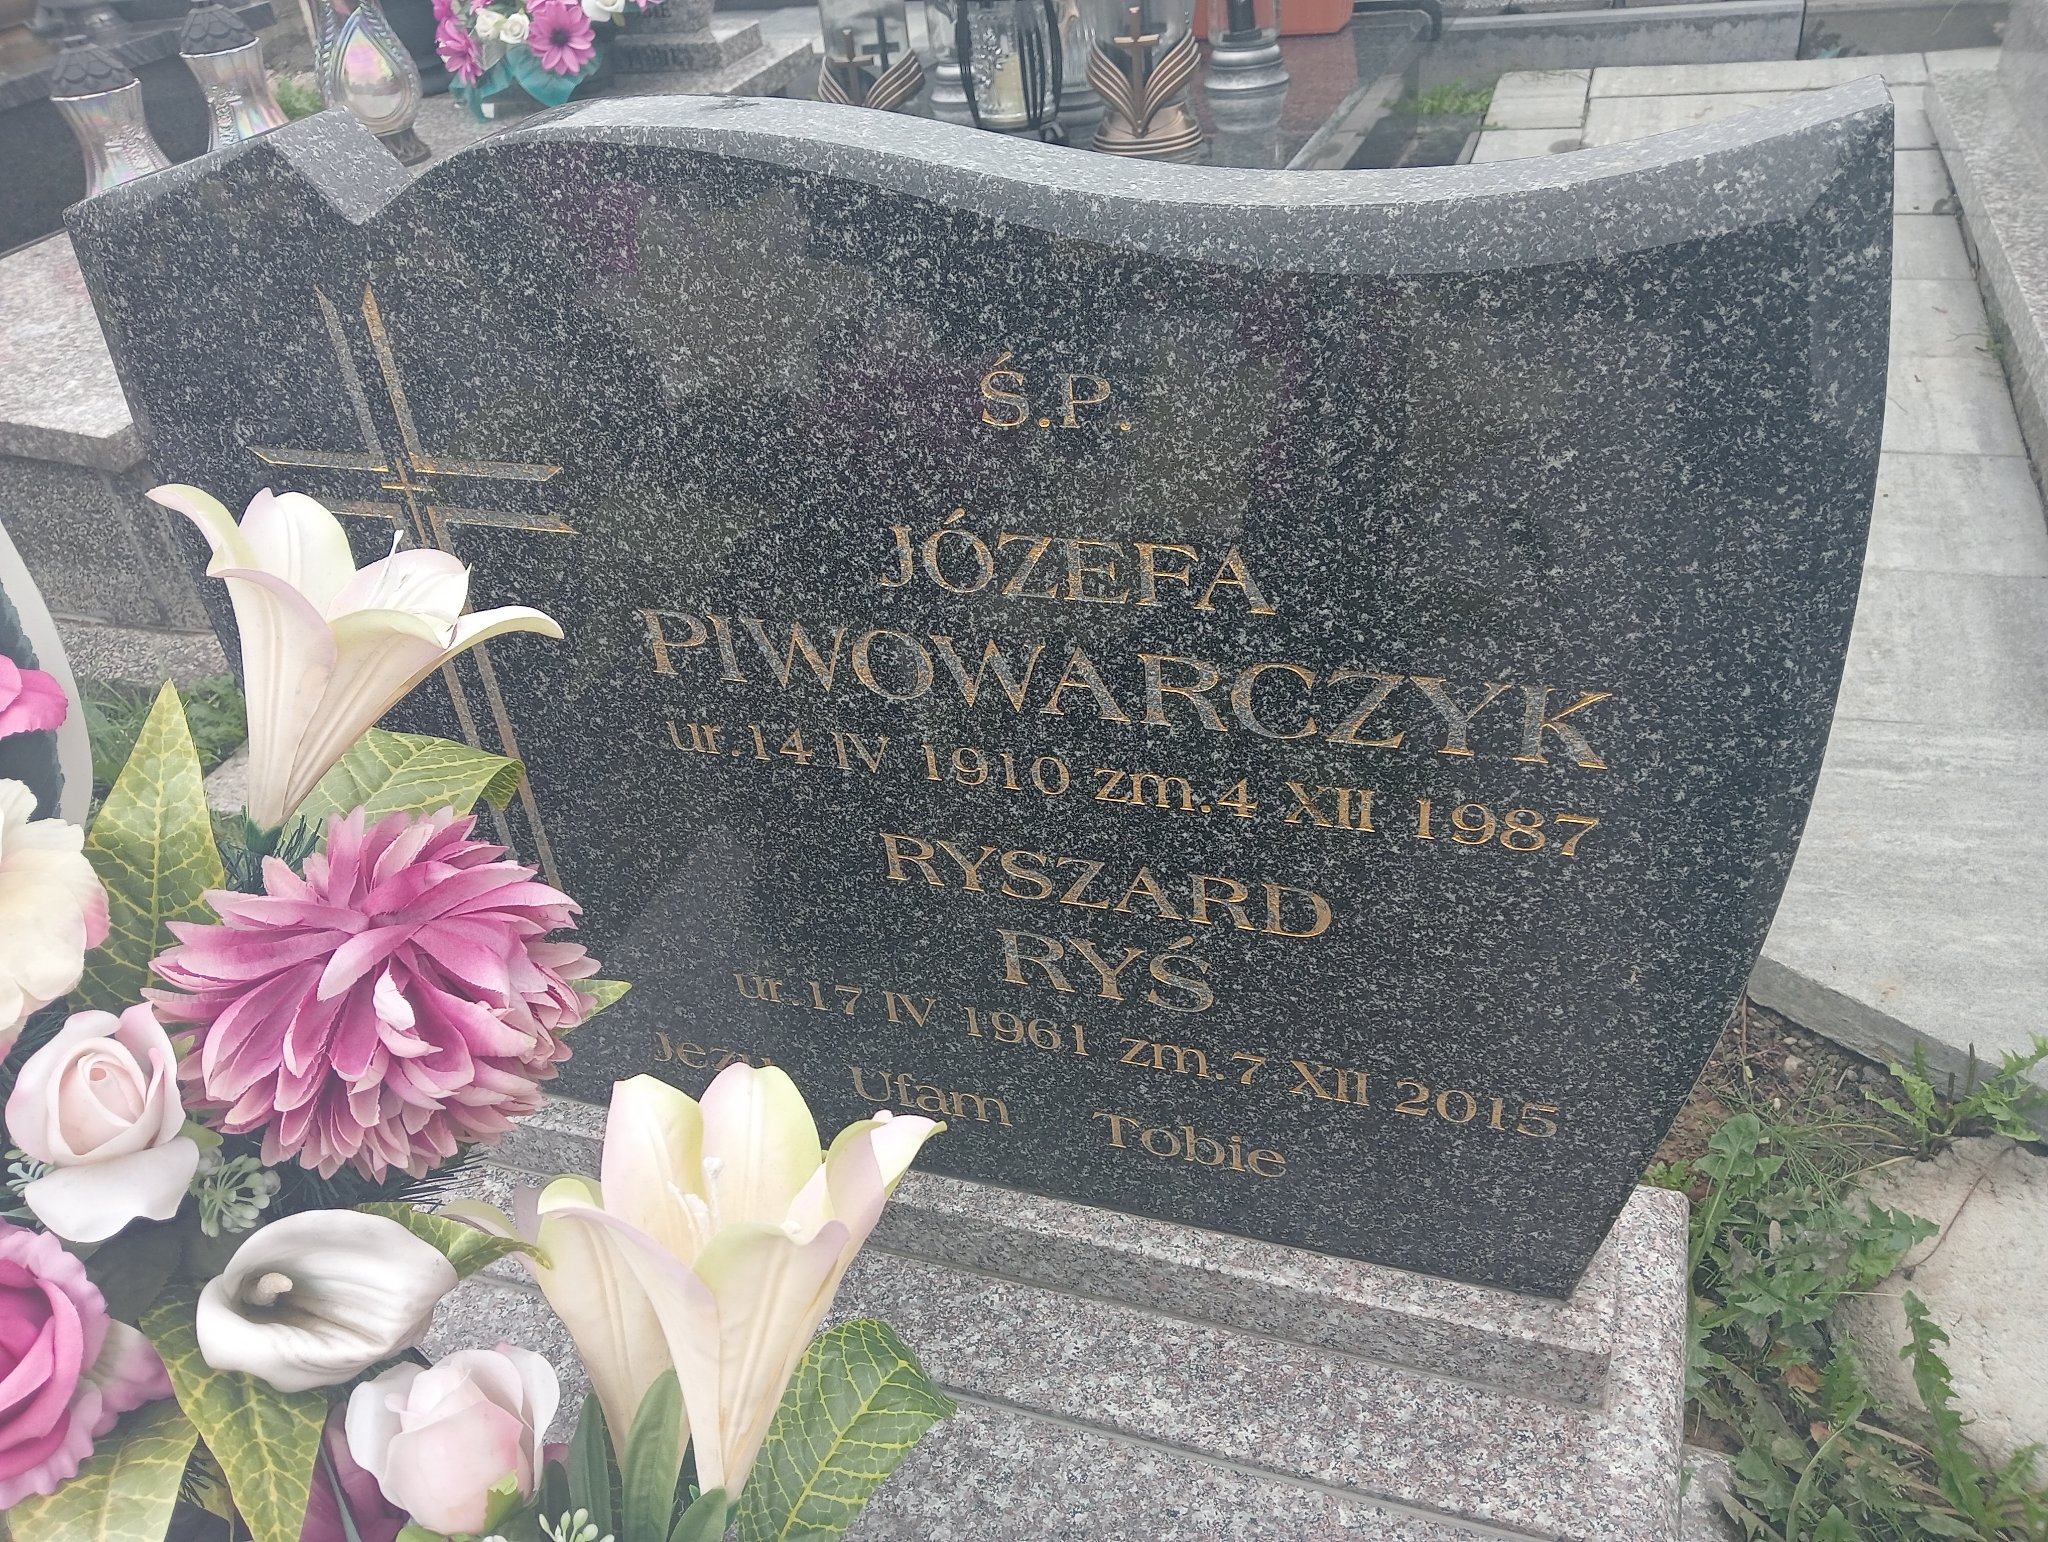 Ś.P.
JÓZEFA
PIWOWARCZYK
ur.14 IV 1910 zm.4 XII 1987
RYSZARD
RYŚ
ur.17 IV 1961 zm.7 XII 2015
Ufam Tobie